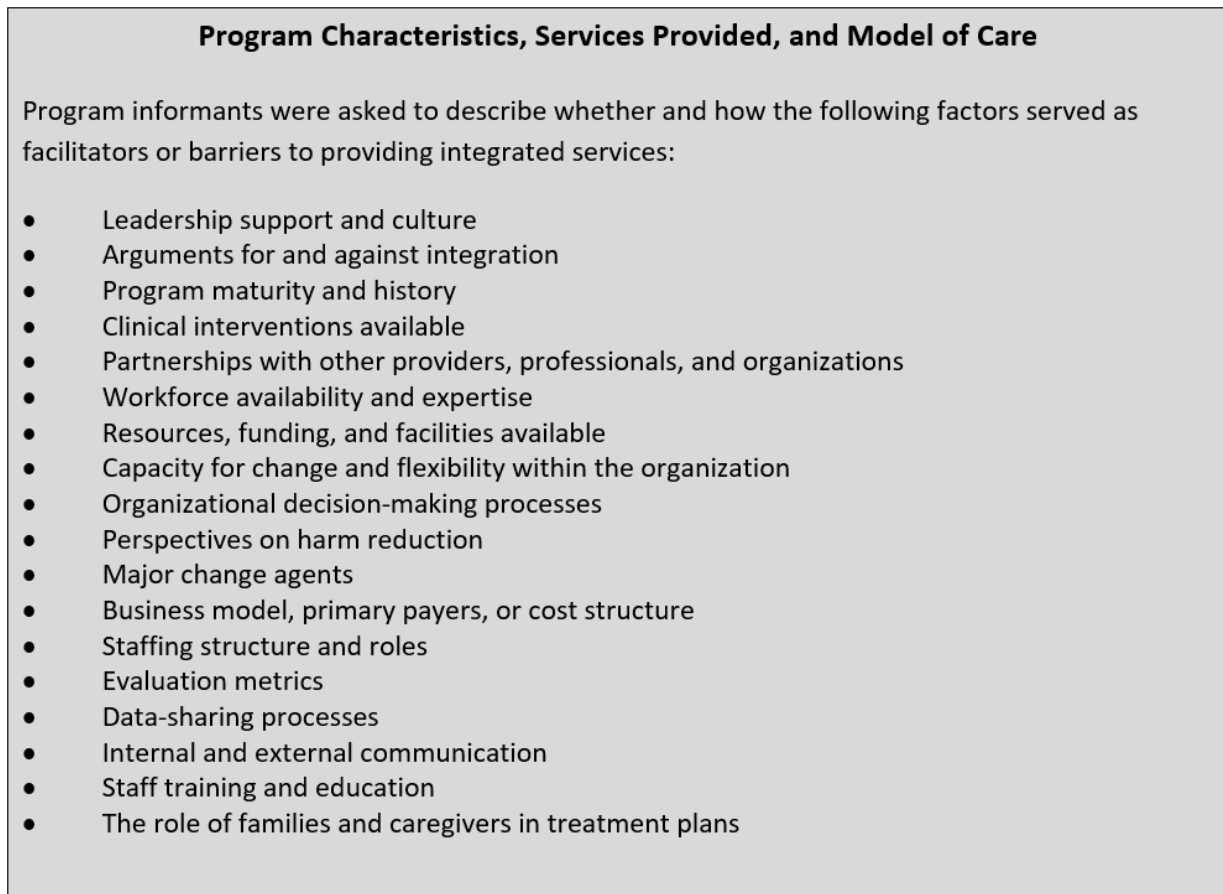 Program Characteristics, Services Provided, and Model of Care
Program informants were asked to describe whether and how the following factors served as
facilitators or barriers to providing integrated services:
• Leadership support and culture
• Arguments for and against integration
• Program maturity and history
• Clinical interventions available
• Partnerships with other providers, professionals, and organizations
• Workforce availability and expertise
• Resources, funding, and facilities available
• Capacity for change and flexibility within the organization
• Organizational decision-making processes
• Perspectives on harm reduction
• Major change agents
• Business model, primary payers, or cost structure
• Staffing structure and roles
• Evaluation metrics
• Data-sharing processes
• Internal and external communication
• Staff training and education
• The role of families and caregivers in treatment plans